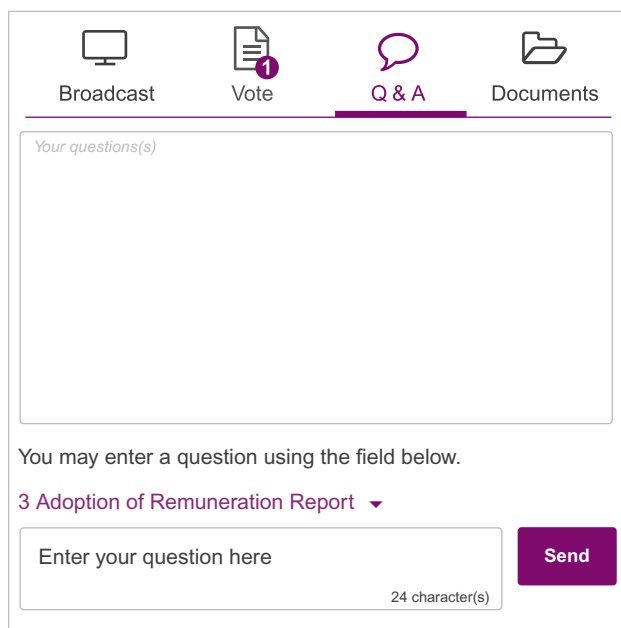 1
Broadcast Vote Q & A Documents
Your questions(s)
You may enter a question using the field below.
3 Adoption of Remuneration Report
Enter your question here
Send
24 character(s)